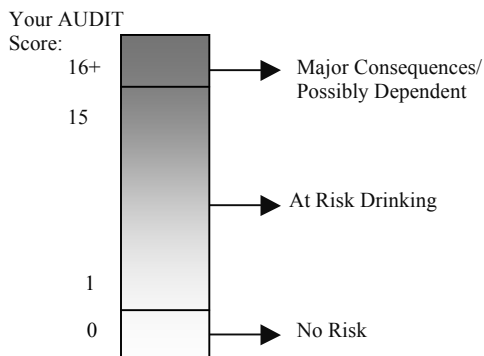 Your AUDIT
Score:
16+
Major Consequences/
Possibly Dependent
15
At Risk Drinking
1
0
No Risk